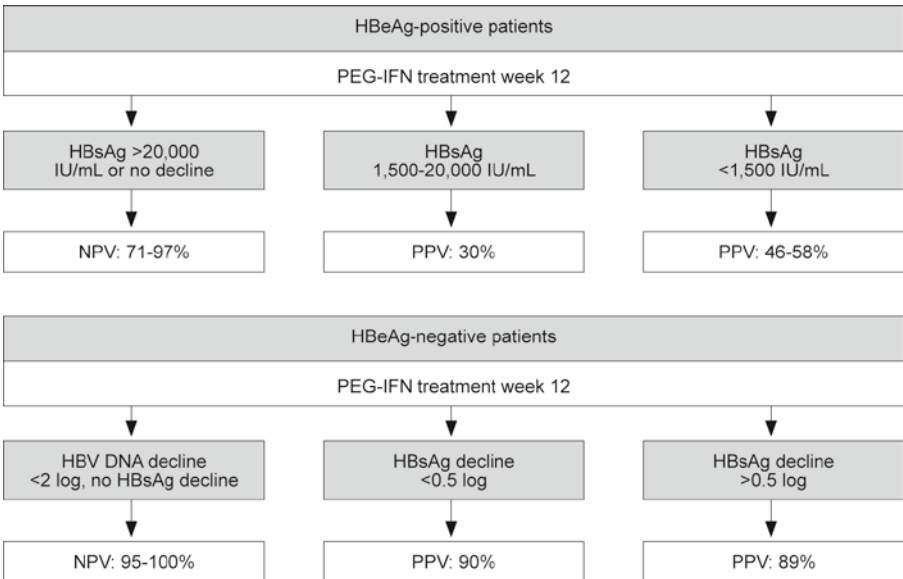 HBeAg-positive patients
PEG-IFN treatment week 12
HBsAg >20,000
IU/mL or no decline
HBsAg
1,500-20,000 IU/mL
HBsAg
<1,500 IU/mL
NPV: 71-97%
PPV: 30%
PPV: 46-58%
HBeAg-negative patients
PEG-IFN treatment week 12
HBV DNA decline
<2 log, no HBsAg decline
HBsAg decline
<0.5 log
HBsAg decline
>0.5 log
NPV: 95-100%
PPV: 90%
PPV: 89%